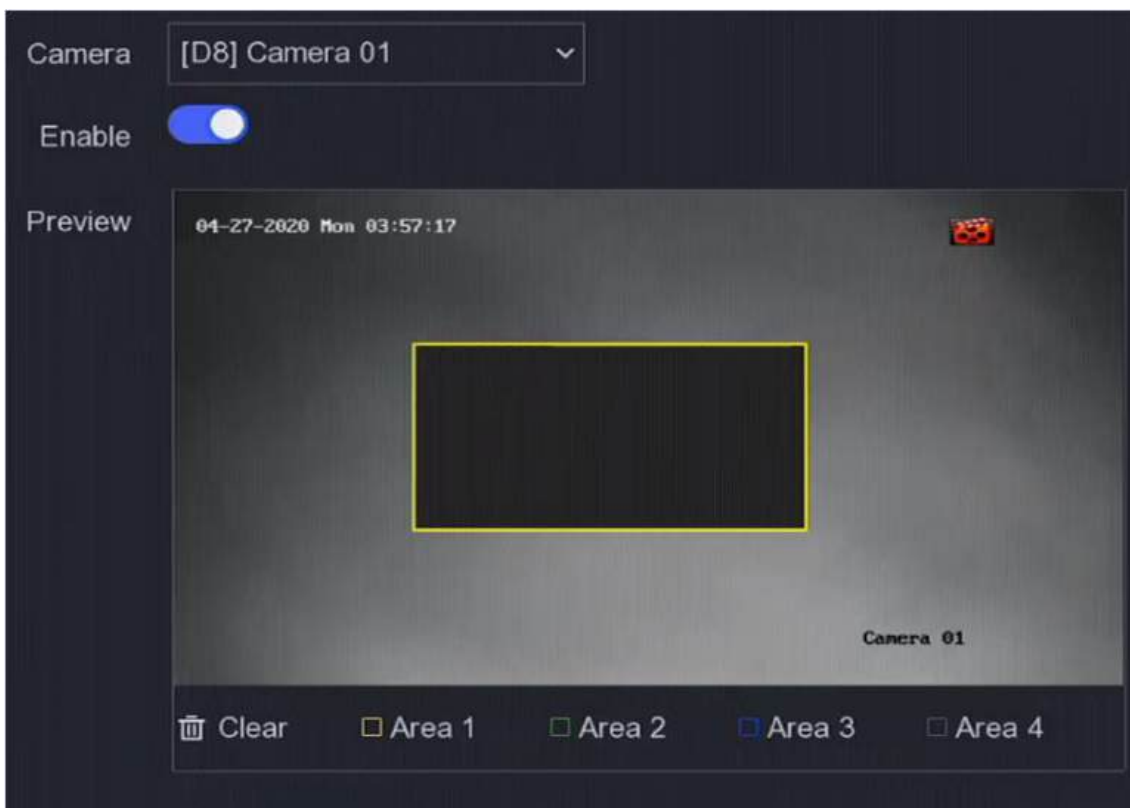 Camera [D8] Camera 01
Enable
Preview
04-27-2020 Mon 03:57:17
Camera 01
Clear Area 1 Area 2 Area 3 Area 4